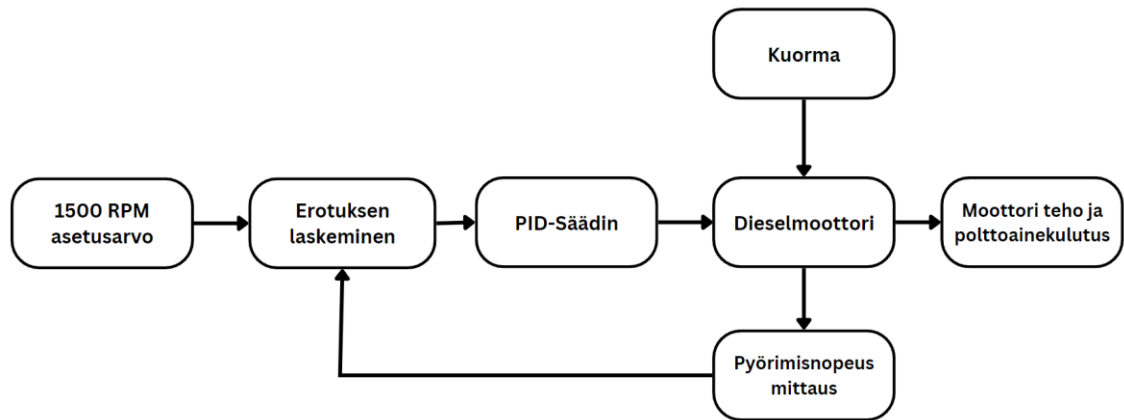 Kuorma
1500 RPM
asetusarvo
Erotuksen
laskeminen
PID-Säädin
Dieselmoottori
Moottori teho ja
polttoainekulutus
Pyörimisnopeus
mittaus